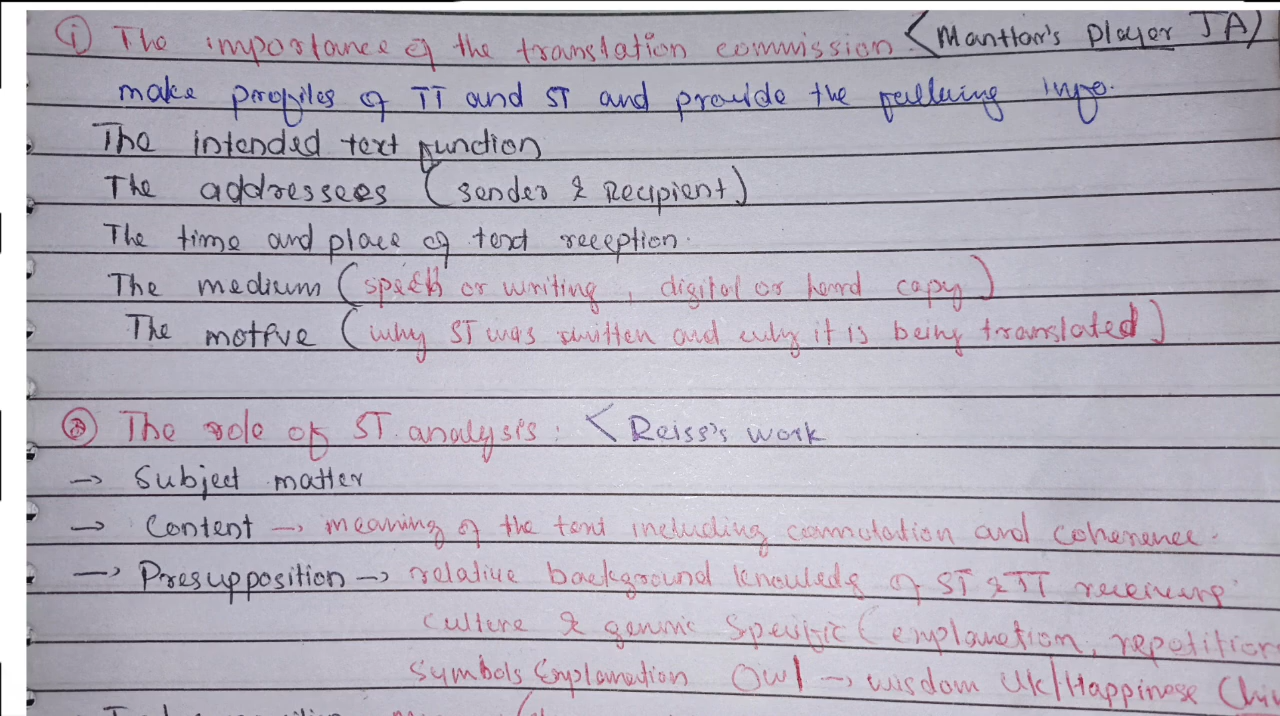 ① The importance of the translation commission < Manttari's player TA)
make profiles of TT and ST and provide the following info.
The intended text function
The addressees (sender & Recipient)
The time and place of text reception.
The medium (speech or writing, digital or hard copy)
The motive (why ST was written and why it is being translated)
② The role of ST analysis: < Reiss's work
→ Subject matter
→ Content → meaning of the text including connotation and coherence.
→ Presupposition → relative background knowledg of ST & TT receivers'
culture & genric specific (explanation, repetition
Symbols Explanation Owl → wisdom UK/Happinese Chi